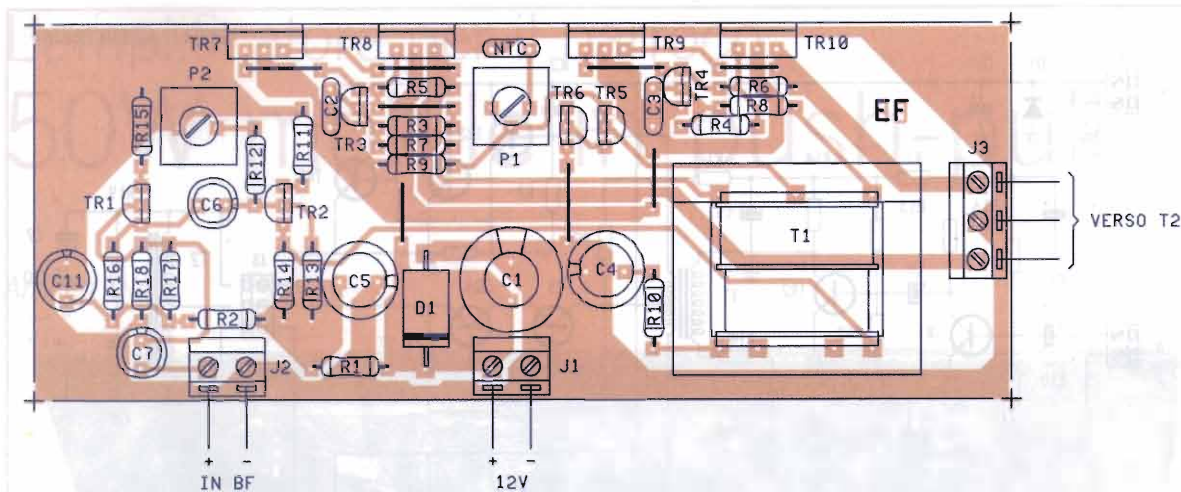 TR7
TR8
NTC
TR9
TR10
P2
R15
R12
R11
C2
TR3
R5
R3
R7
R9
P1
TR6
TR5
C3
TR4
R6
R8
R4
EF
J3
TR1
C6
TR2
T1
VERSO T2
C11
R16
R18
R17
R14
R13
C5
D1
C1
C4
R10
R2
C7
J2
R1
J1
+ -
IN BF
+ -
12V